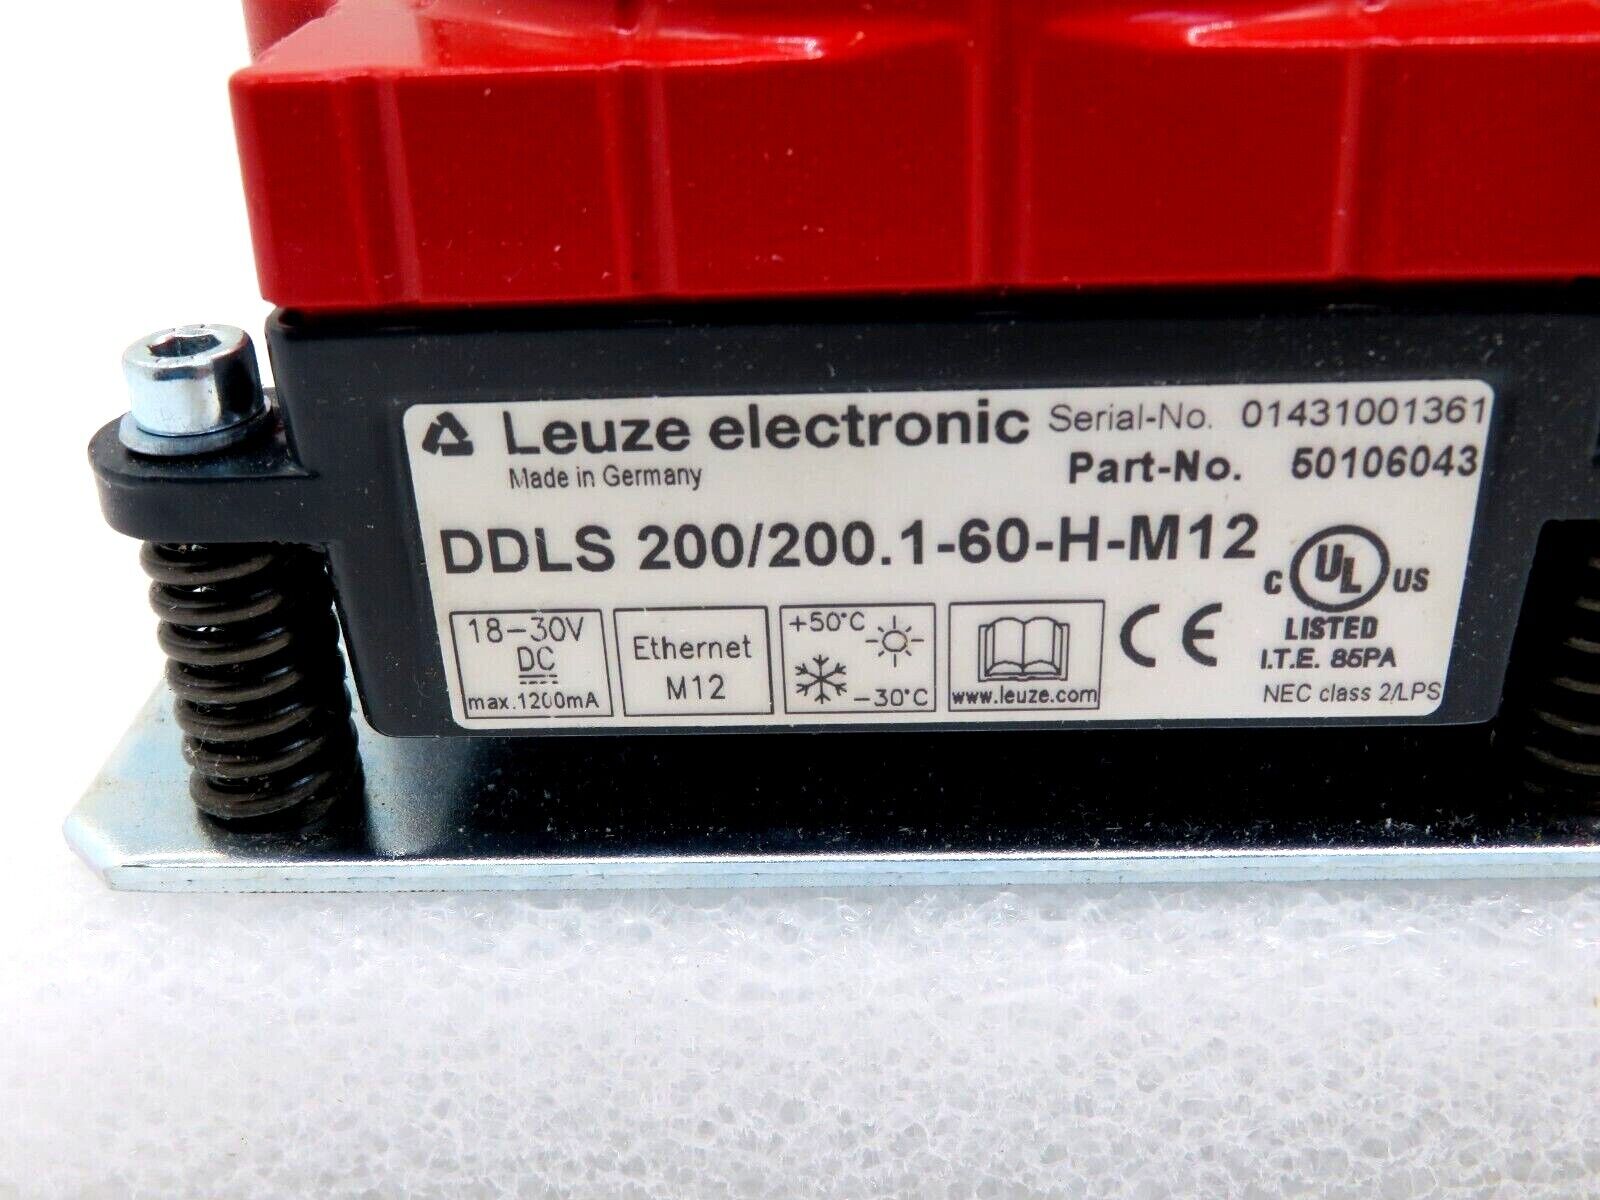 Leuze electronic Serial-No. 01431001361
Made in Germany Part-No. 50106043
DDLS 200/200.1-60-H-M12
18-30V
DC
max.1200mA
Ethernet
M12
+50°C
-30°C
www.leuze.com
CE
C UL US
LISTED
I.T.E. 85PA
NEC class 2/LPS